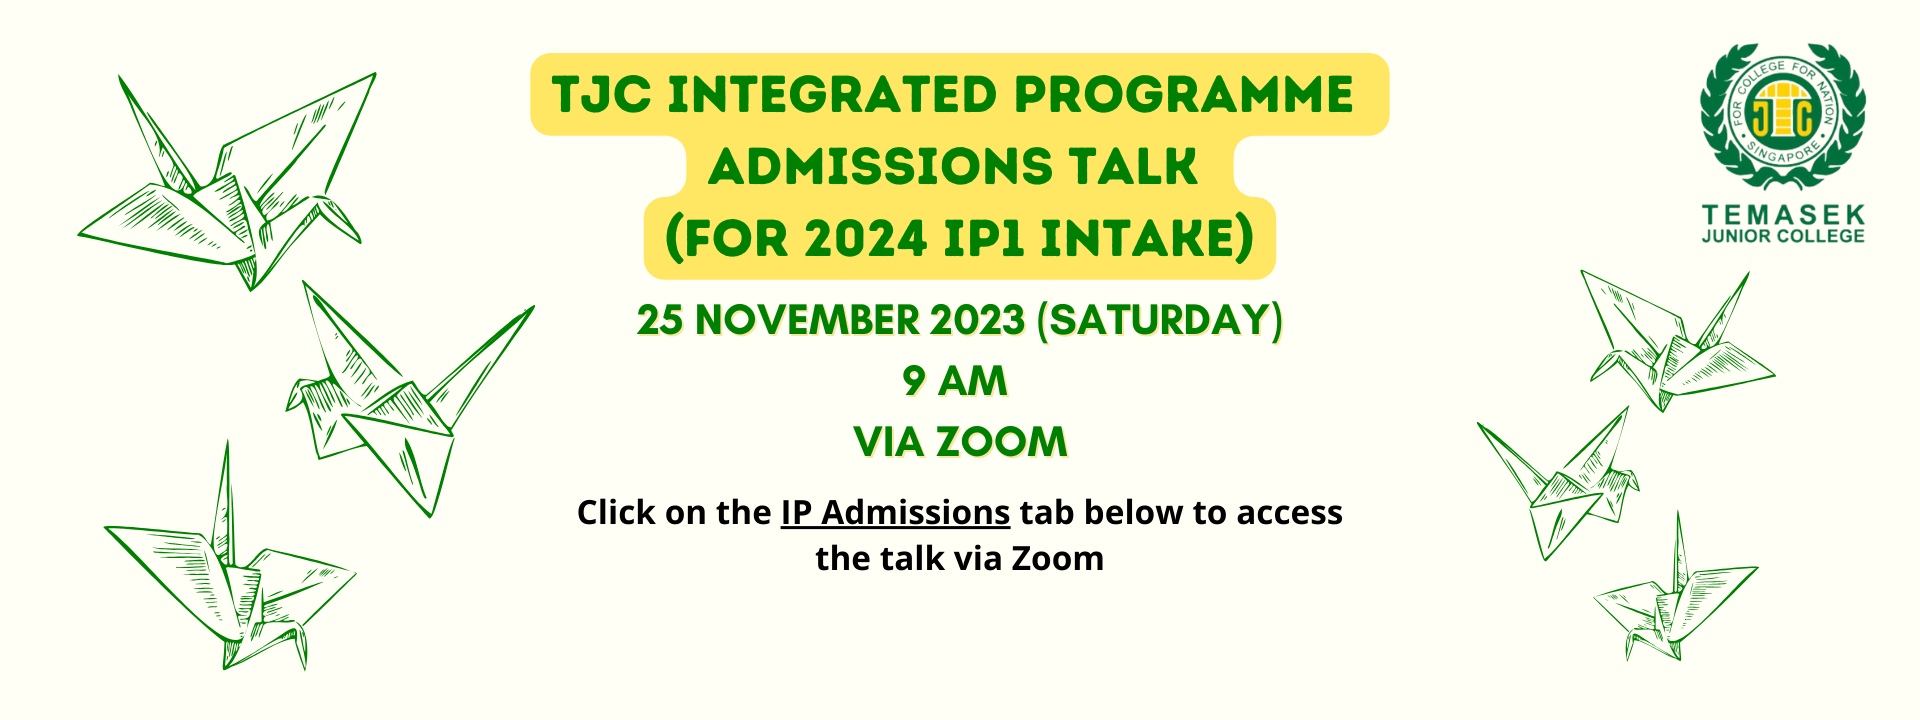 TJC INTEGRATED PROGRAMME
ADMISSIONS TALK
(FOR 2024 IP1 INTAKE)
25 NOVEMBER 2023 (SATURDAY)
9 AM
VIA ZOOM
Click on the IP Admissions tab below to access
the talk via Zoom
FOR COLLEGE FOR NATION
TJC
SINGAPORE
TEMASEK
JUNIOR COLLEGE